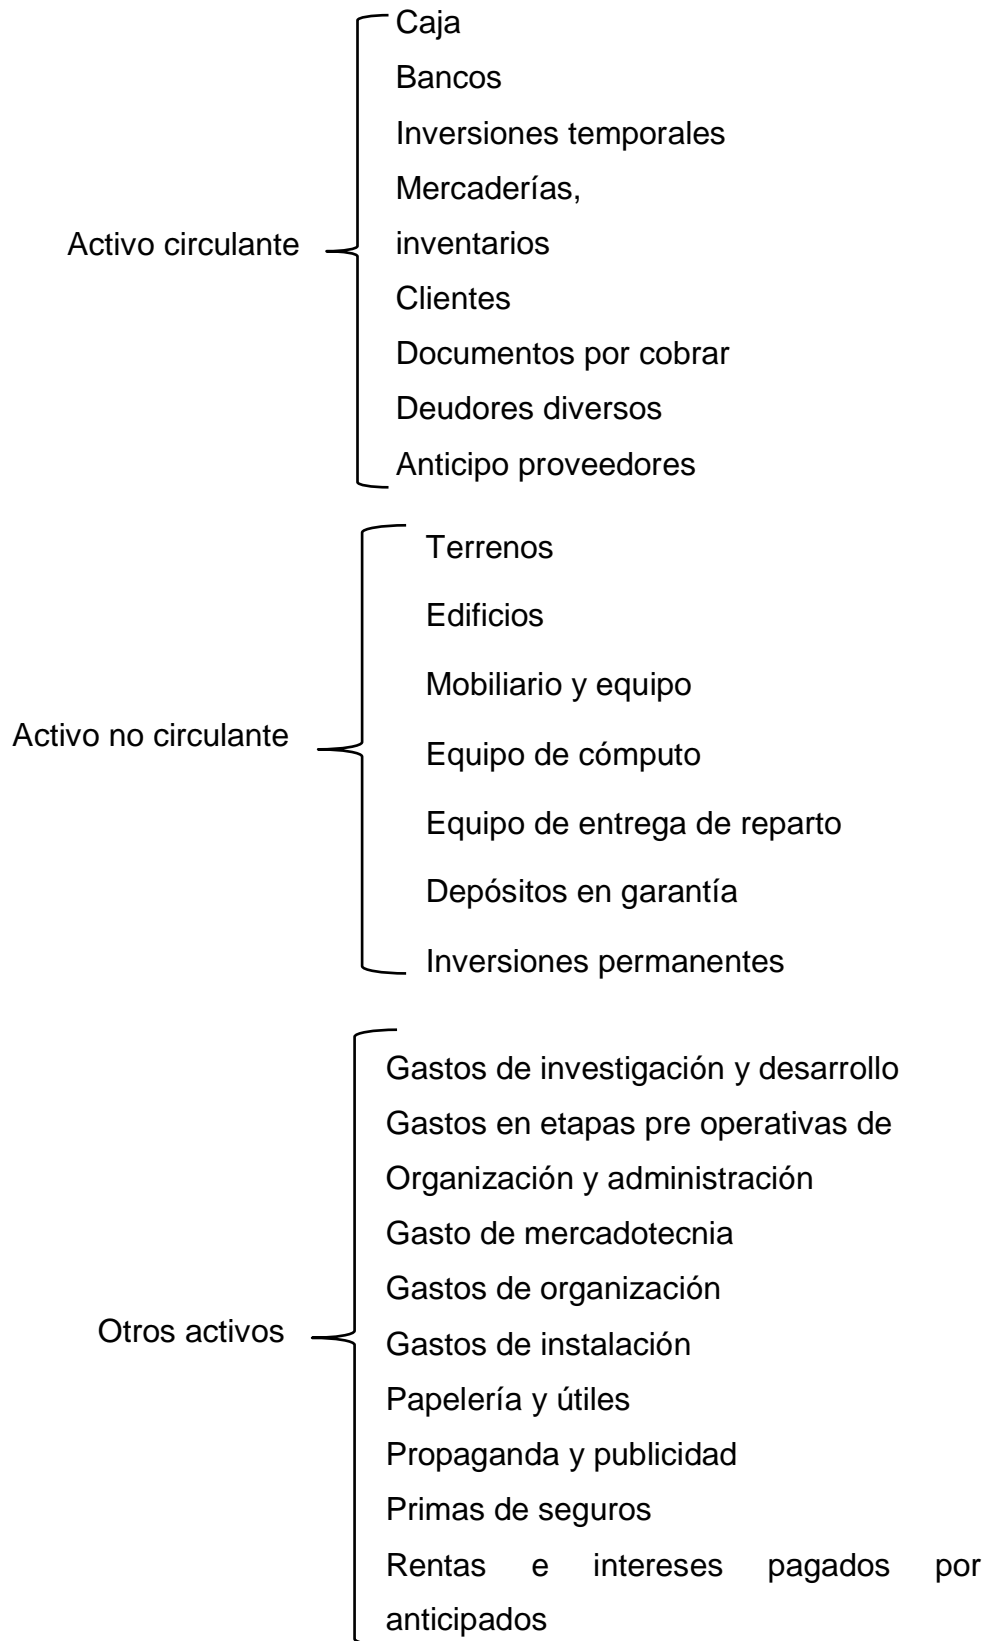 Activo circulante
Caja
Bancos
Inversiones temporales
Mercaderías,
inventarios
Clientes
Documentos por cobrar
Deudores diversos
Anticipo proveedores
Activo no circulante
Terrenos
Edificios
Mobiliario y equipo
Equipo de cómputo
Equipo de entrega de reparto
Depósitos en garantía
Inversiones permanentes
Otros activos
Gastos de investigación y desarrollo
Gastos en etapas pre operativas de
Organización y administración
Gasto de mercadotecnia
Gastos de organización
Gastos de instalación
Papelería y útiles
Propaganda y publicidad
Primas de seguros
Rentas e intereses pagados por
anticipados